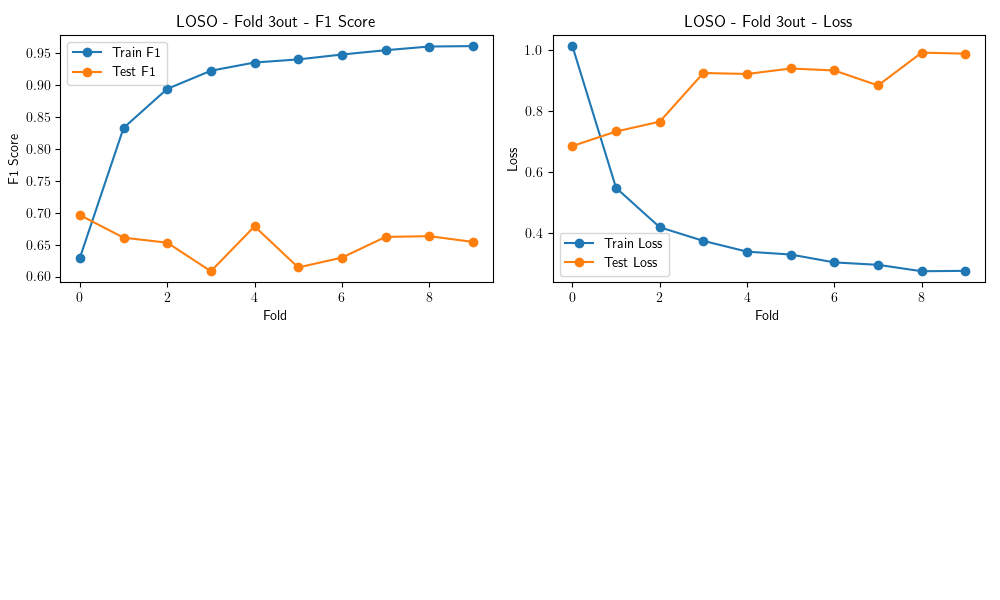 LOSO - Fold 3out - F1 Score
F1 Score
0.95
0.90
0.85
0.80
0.75
0.70
0.65
0.60
Train F1
Test F1
0 2 4 6 8
Fold
LOSO - Fold 3out - Loss
Loss
1.0
0.8
0.6
0.4
Train Loss
Test Loss
0 2 4 6 8
Fold